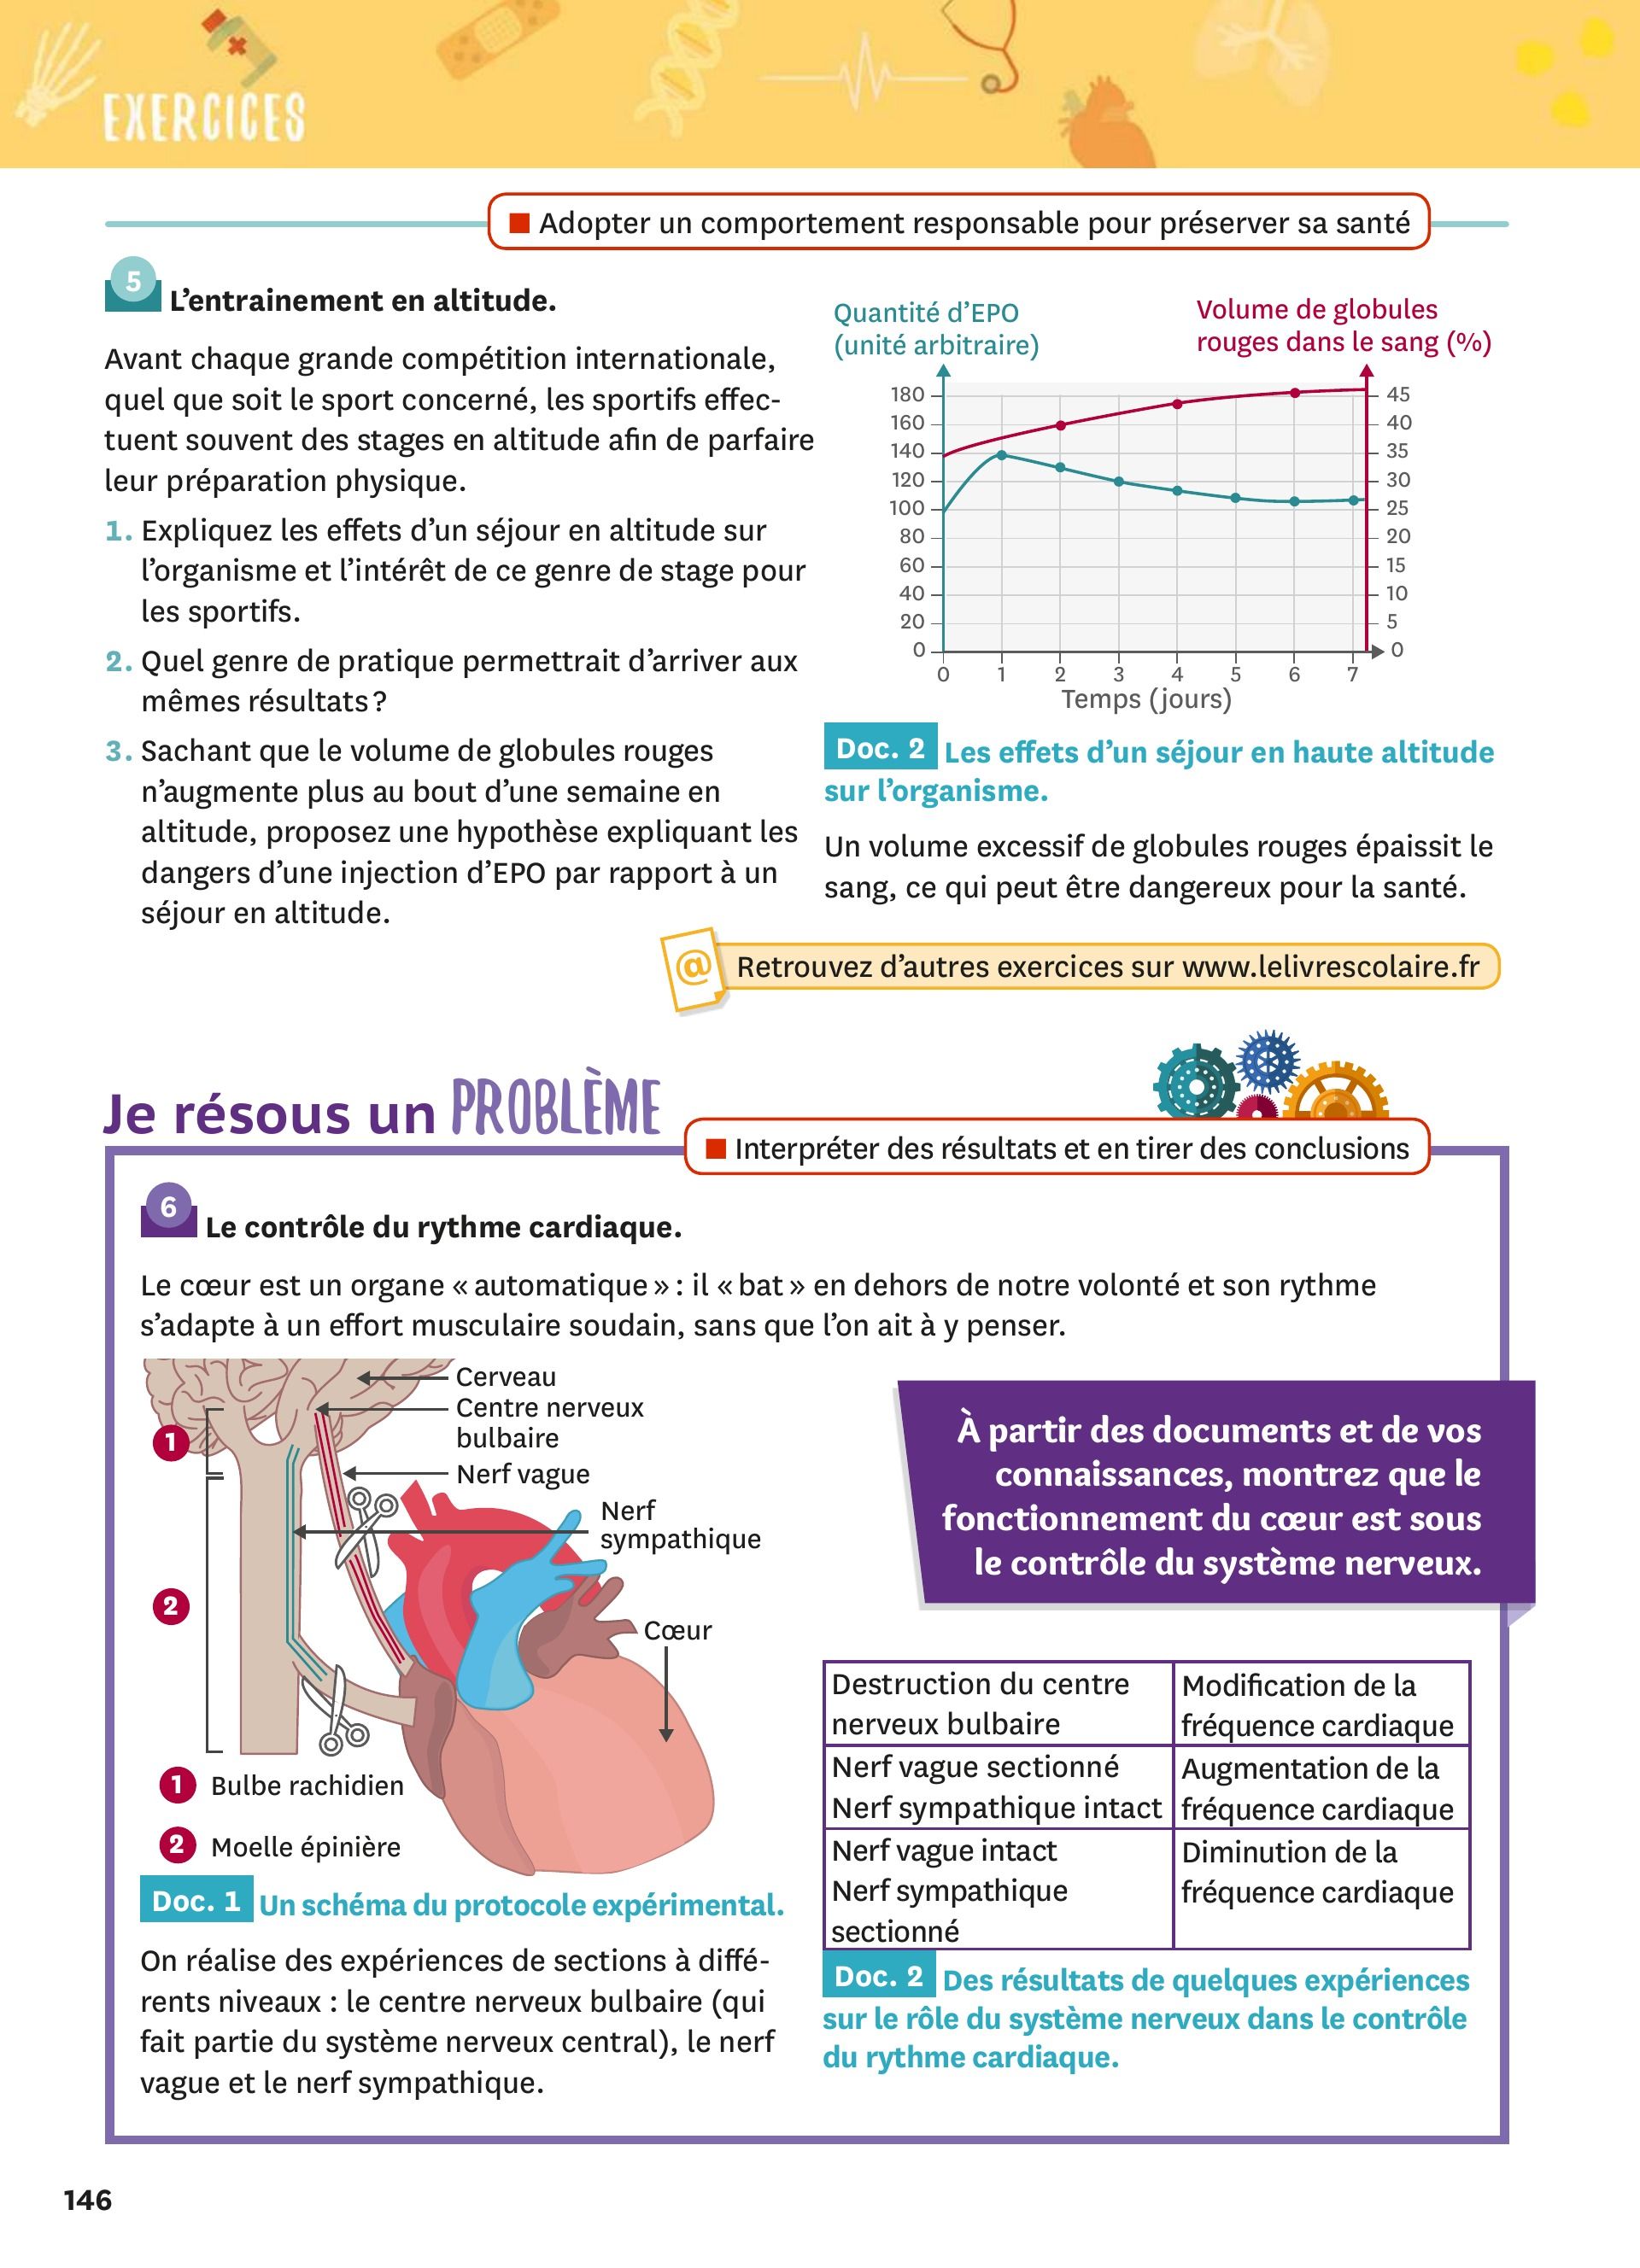 EXERCICES
■ Adopter un comportement responsable pour préserver sa santé
5 L'entrainement en altitude.
Avant chaque grande compétition internationale,
quel que soit le sport concerné, les sportifs effec-
tuent souvent des stages en altitude afin de parfaire
leur préparation physique.
1. Expliquez les effets d'un séjour en altitude sur
l'organisme et l'intérêt de ce genre de stage pour
les sportifs.
2. Quel genre de pratique permettrait d'arriver aux
mêmes résultats ?
3. Sachant que le volume de globules rouges
n'augmente plus au bout d'une semaine en
altitude, proposez une hypothèse expliquant les
dangers d'une injection d'EPO par rapport à un
séjour en altitude.
Quantité d'EPO
(unité arbitraire)
Volume de globules
rouges dans le sang (%)
180 45
160 40
140 35
120 30
100 25
80 20
60 15
40 10
20 5
0 0
0 1 2 3 4 5 6 7
Temps (jours)
Doc. 2 Les effets d'un séjour en haute altitude
sur l'organisme.
Un volume excessif de globules rouges épaissit le
sang, ce qui peut être dangereux pour la santé.
@ Retrouvez d'autres exercices sur www.lelivrescolaire.fr
Je résous un PROBLÈME
■ Interpréter des résultats et en tirer des conclusions
6 Le contrôle du rythme cardiaque.
Le cœur est un organe « automatique » : il « bat » en dehors de notre volonté et son rythme
s'adapte à un effort musculaire soudain, sans que l'on ait à y penser.
Cerveau
Centre nerveux
bulbaire
Nerf vague
Nerf
sympathique
Cœur
1
2
1 Bulbe rachidien
2 Moelle épinière
Doc. 1 Un schéma du protocole expérimental.
On réalise des expériences de sections à diffé-
rents niveaux : le centre nerveux bulbaire (qui
fait partie du système nerveux central), le nerf
vague et le nerf sympathique.
À partir des documents et de vos
connaissances, montrez que le
fonctionnement du cœur est sous
le contrôle du système nerveux.
Destruction du centre
nerveux bulbaire
Modification de la
fréquence cardiaque
Nerf vague sectionné
Nerf sympathique intact
Augmentation de la
fréquence cardiaque
Nerf vague intact
Nerf sympathique
sectionné
Diminution de la
fréquence cardiaque
Doc. 2 Des résultats de quelques expériences
sur le rôle du système nerveux dans le contrôle
du rythme cardiaque.
146